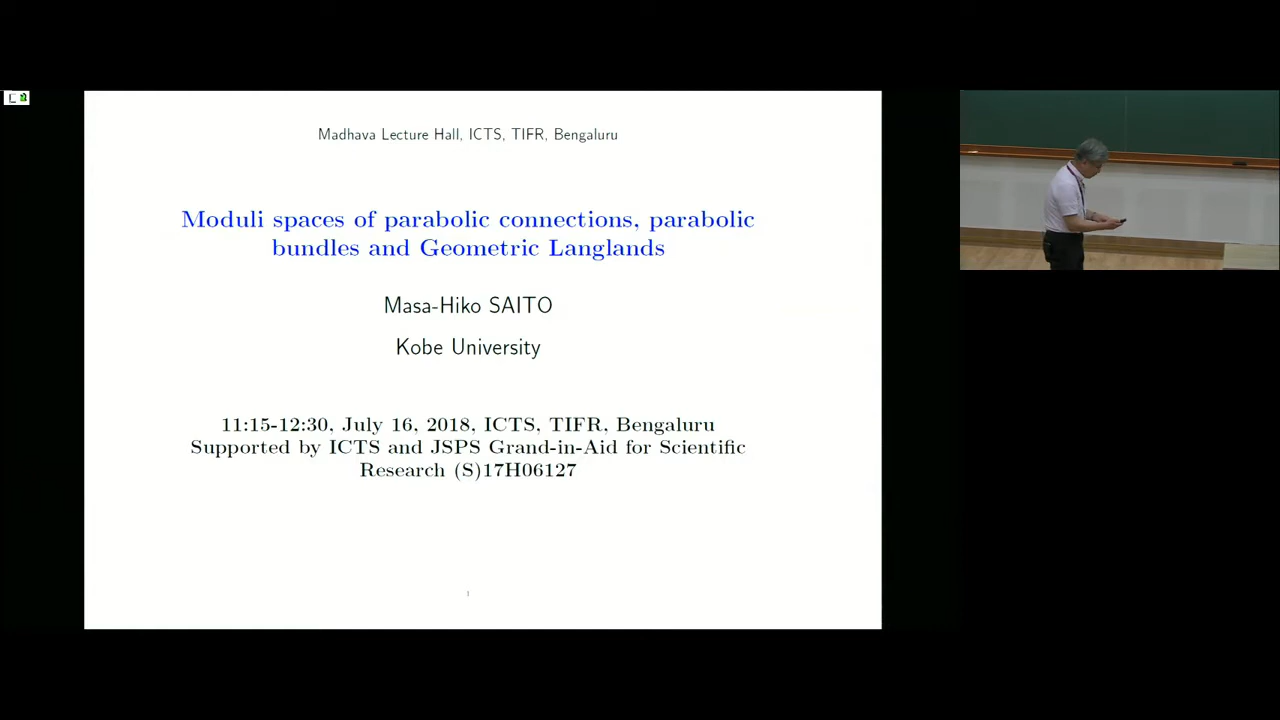 Madhava Lecture Hall, ICTS, TIFR, Bengaluru
Moduli spaces of parabolic connections, parabolic
bundles and Geometric Langlands
Masa-Hiko SAITO
Kobe University
11:15-12:30, July 16, 2018, ICTS, TIFR, Bengaluru
Supported by ICTS and JSPS Grand-in-Aid for Scientific
Research (S)17H06127
1